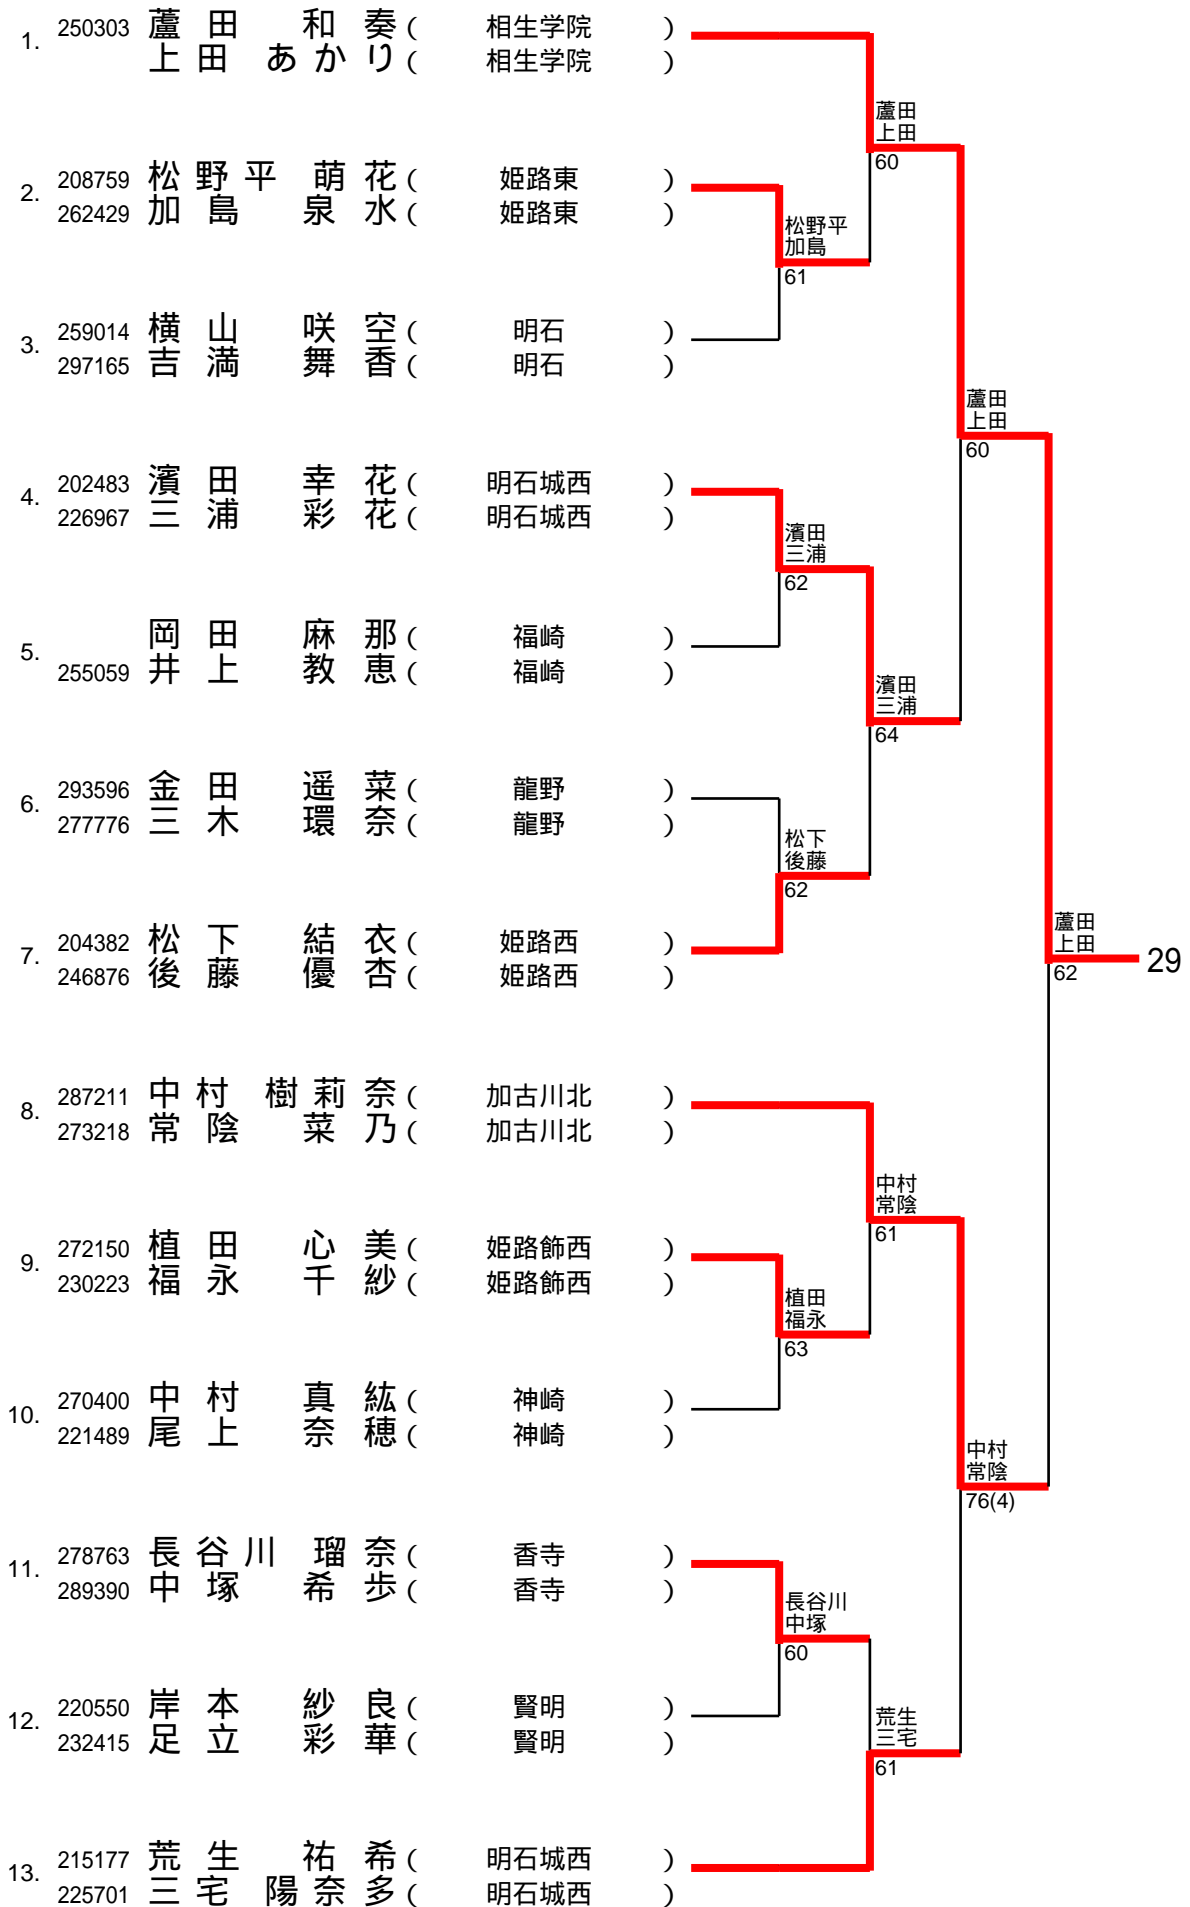 1. 250303 蘆田 和奏 ( 相生学院 )
上田 あかり ( 相生学院 )
蘆田
上田
60
2. 208759 松野平 萌花 ( 姫路東 )
262429 加島 泉水 ( 姫路東 )
松野平
加島
61
3. 259014 横山 咲空 ( 明石 )
297165 吉満 舞香 ( 明石 )
蘆田
上田
60
4. 202483 濱田 幸花 ( 明石城西 )
226967 三浦 彩花 ( 明石城西 )
濱田
三浦
62
5. 岡田 麻那 ( 福崎 )
255059 井上 教恵 ( 福崎 )
濱田
三浦
64
6. 293596 金田 遥菜 ( 龍野 )
277776 三木 環奈 ( 龍野 )
松下
後藤
62
7. 204382 松下 結衣 ( 姫路西 )
246876 後藤 優杏 ( 姫路西 )
蘆田
上田
62
29
8. 287211 中村 樹莉奈 ( 加古川北 )
273218 常陰 菜乃 ( 加古川北 )
中村
常陰
61
9. 272150 植田 心美 ( 姫路飾西 )
230223 福永 千紗 ( 姫路飾西 )
植田
福永
63
10. 270400 中村 真紘 ( 神崎 )
221489 尾上 奈穂 ( 神崎 )
中村
常陰
76(4)
11. 278763 長谷川 瑠奈 ( 香寺 )
289390 中塚 希歩 ( 香寺 )
長谷川
中塚
60
12. 220550 岸本 紗良 ( 賢明 )
232415 足立 彩華 ( 賢明 )
荒生
三宅
61
13. 215177 荒生 祐希 ( 明石城西 )
225701 三宅 陽奈多 ( 明石城西 )